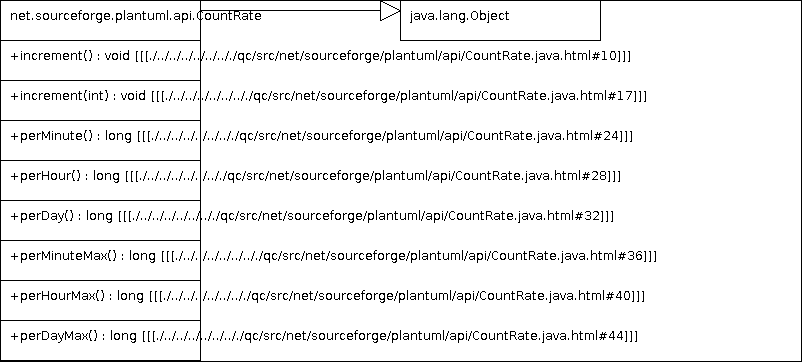 net.sourceforge.plantuml.api.CountRate
java.lang.Object
+increment() : void [[[./../../../../../../../qc/src/net/sourceforge/plantuml/api/CountRate.java.html#10]]]
+increment(int) : void [[[./../../../../../../../qc/src/net/sourceforge/plantuml/api/CountRate.java.html#17]]]
+perMinute() : long [[[./../../../../../../../qc/src/net/sourceforge/plantuml/api/CountRate.java.html#24]]]
+perHour() : long [[[./../../../../../../../qc/src/net/sourceforge/plantuml/api/CountRate.java.html#28]]]
+perDay() : long [[[./../../../../../../../qc/src/net/sourceforge/plantuml/api/CountRate.java.html#32]]]
+perMinuteMax() : long [[[./../../../../../../../qc/src/net/sourceforge/plantuml/api/CountRate.java.html#36]]]
+perHourMax() : long [[[./../../../../../../../qc/src/net/sourceforge/plantuml/api/CountRate.java.html#40]]]
+perDayMax() : long [[[./../../../../../../../qc/src/net/sourceforge/plantuml/api/CountRate.java.html#44]]]